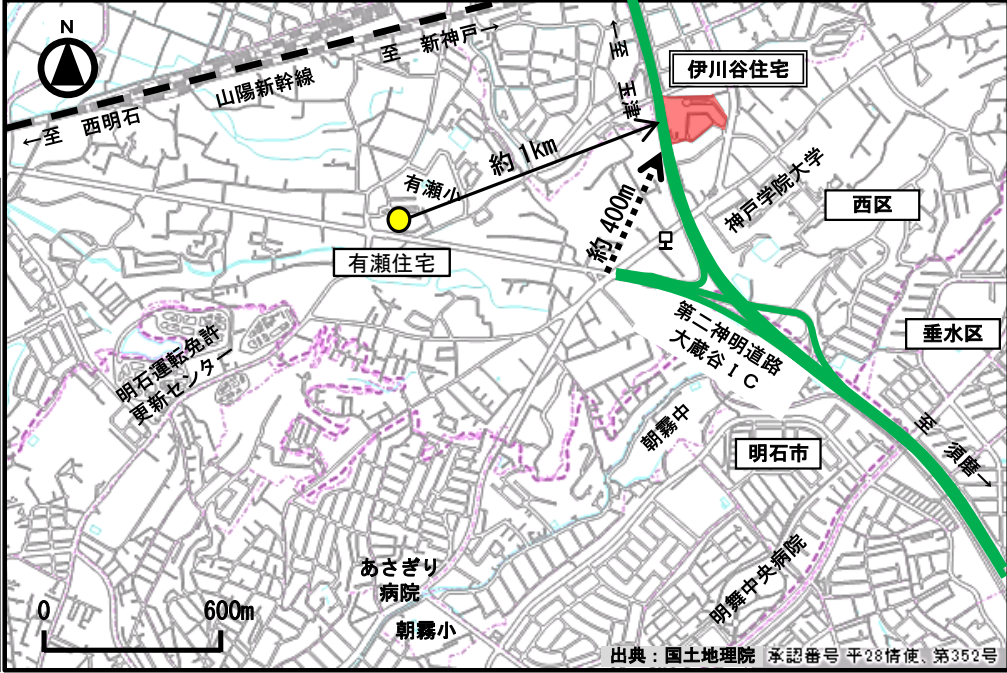 N
至 新神戸→
山陽新幹線
←至 西明石
←至 玉津
伊川谷住宅
約 1km
有瀬小
有瀬住宅
約 400m
神戸学院大学
西区
垂水区
第二神明道路
大蔵谷ＩＣ
明石運転免許
更新センター
朝霧中
明石市
至 須磨→
あさぎり
病院
朝霧小
明舞中央病院
0 600m
出典：国土地理院 承認番号 平28情使、第352号